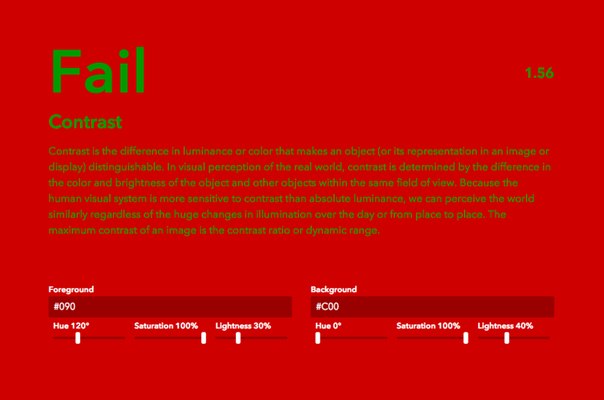 Fail
1.56
Contrast
Contrast is the difference in luminance or color that makes an object (or its representation in an image or
display) distinguishable. In visual perception of the real world, contrast is determined by the difference in
the color and brightness of the object and other objects within the same field of view. Because the
human visual system is more sensitive to contrast than absolute luminance, we can perceive the world
similarly regardless of the huge changes in illumination over the day or from place to place. The
maximum contrast of an image is the contrast ratio or dynamic range.
Foreground
#090
Hue 120° Saturation 100% Lightness 30%
Background
#C00
Hue 0° Saturation 100% Lightness 40%